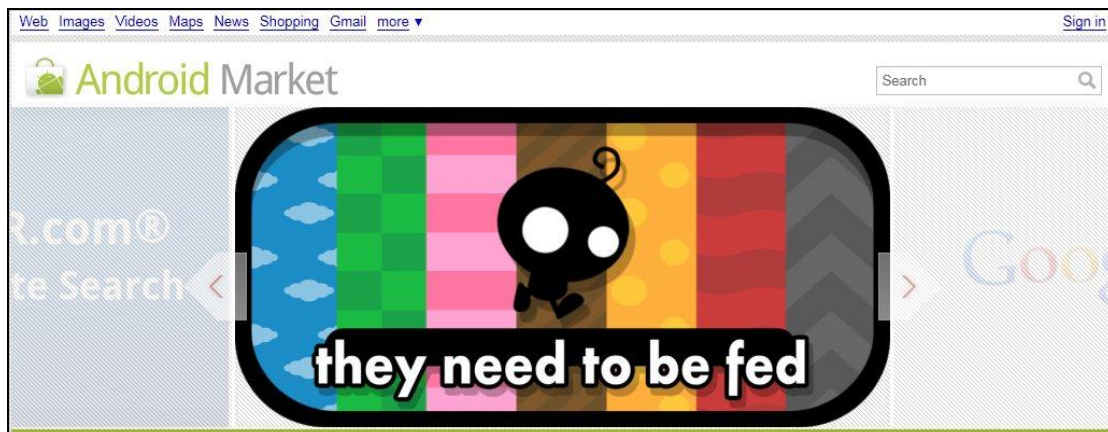 Web Images Videos Maps News Shopping Gmail more ▼
Sign in
Android Market
Search
R.com®
te Search
Goog
they need to be fed